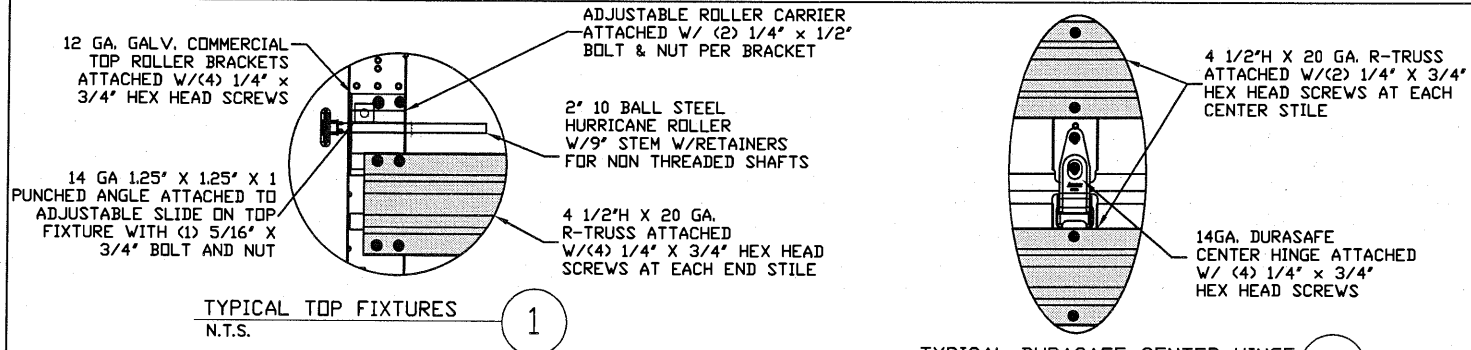 12 GA. GALV. COMMERCIAL
TOP ROLLER BRACKETS
ATTACHED W/(4) 1/4" x
3/4" HEX HEAD SCREWS
ADJUSTABLE ROLLER CARRIER
ATTACHED W/ (2) 1/4" x 1/2"
BOLT & NUT PER BRACKET
2" 10 BALL STEEL
HURRICANE ROLLER
W/9" STEM W/RETAINERS
FOR NON THREADED SHAFTS
14 GA 1.25" X 1.25" X 1
PUNCHED ANGLE ATTACHED TO
ADJUSTABLE SLIDE ON TOP
FIXTURE WITH (1) 5/16" X
3/4" BOLT AND NUT
4 1/2"H X 20 GA.
R-TRUSS ATTACHED
W/(4) 1/4" X 3/4" HEX HEAD
SCREWS AT EACH END STILE
TYPICAL TOP FIXTURES
N.T.S.
1
4 1/2"H X 20 GA. R-TRUSS
ATTACHED W/(2) 1/4" X 3/4"
HEX HEAD SCREWS AT EACH
CENTER STILE
14GA. DURASAFE
CENTER HINGE ATTACHED
W/ (4) 1/4" x 3/4"
HEX HEAD SCREWS
TYPICAL DURASAFE CENTER HINGE